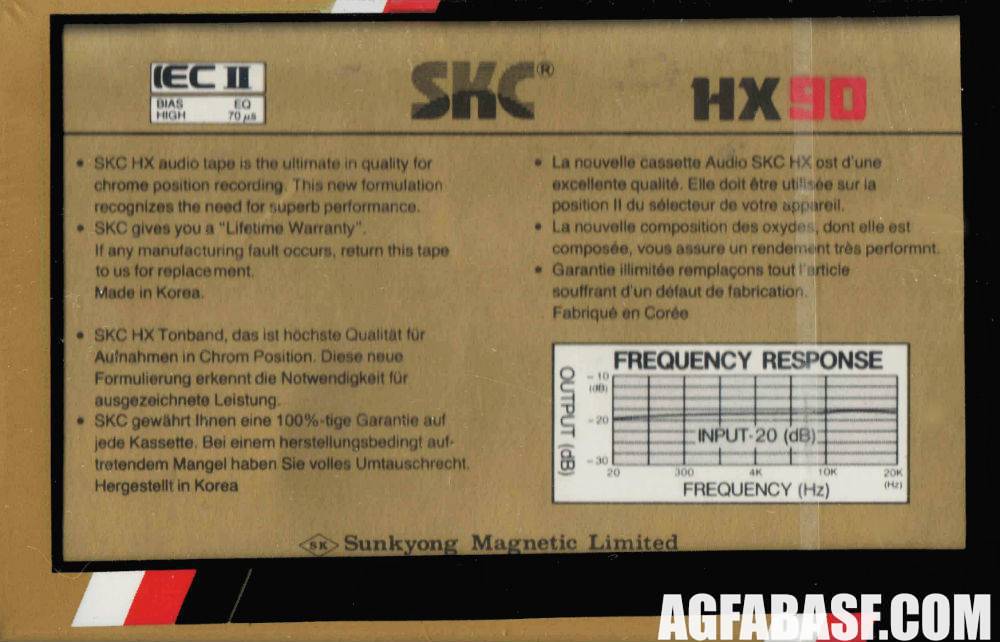 IEC II
BIAS EQ
HIGH 70 µs
SKC®
HX90
• SKC HX audio tape is the ultimate in quality for
chrome position recording. This new formulation
recognizes the need for superb performance.
• SKC gives you a "Lifetime Warranty".
If any manufacturing fault occurs, return this tape
to us for replacement.
Made in Korea.
• SKC HX Tonband, das ist höchste Qualität für
Aufnahmen in Chrom Position. Diese neue
Formulierung erkennt die Notwendigkeit für
ausgezeichnete Leistung.
• SKC gewährt Ihnen eine 100%-tige Garantie auf
jede Kassette. Bei einem herstellungsbedingt auf-
tretendem Mangel haben Sie volles Umtauschrecht.
Hergestellt in Korea
• La nouvelle cassette Audio SKC HX ost d'une
excellente qualité. Elle doit être utilisée sur la
position II du sélecteur de votre appareil.
• La nouvelle composition des oxydes, dont elle est
composée, vous assure un rendement très performnt.
• Garantie illimitée remplaçons tout l'article
souffrant d'un défaut de fabrication.
Fabriqué en Corée
FREQUENCY RESPONSE
OUTPUT (dB)
-10
(dB)
-20
-30
INPUT-20 (dB)
20 300 4K 10K 20K
(Hz)
FREQUENCY (Hz)
SK Sunkyong Magnetic Limited
AGFABASF.COM